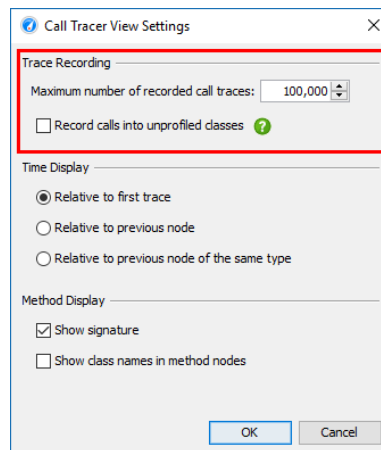 Call Tracer View Settings
Trace Recording
Maximum number of recorded call traces: 100,000
Record calls into unprofiled classes ?
Time Display
Relative to first trace
Relative to previous node
Relative to previous node of the same type
Method Display
Show signature
Show class names in method nodes
OK Cancel